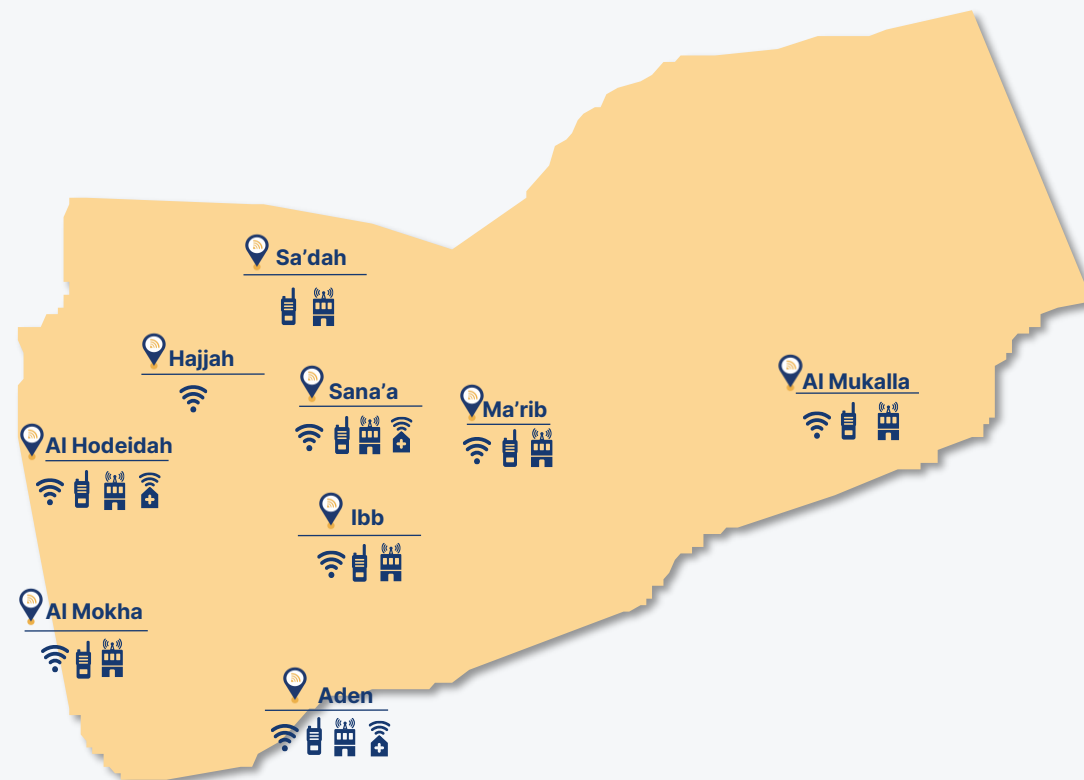 Sa’dah
Hajjah
Sana’a
Ma’rib
Al Mukalla
Al Hodeidah
Ibb
Al Mokha
Aden